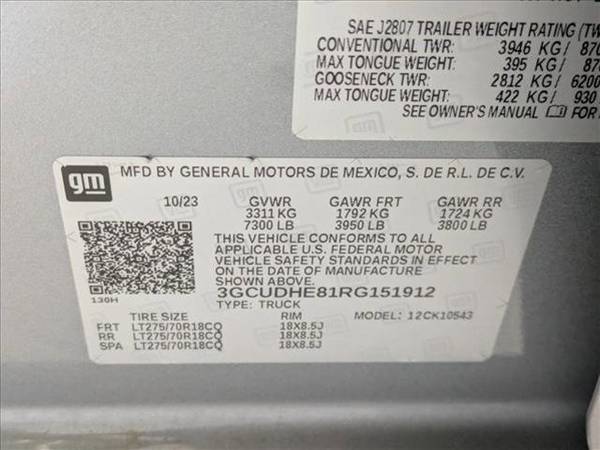 SAE J2807 TRAILER WEIGHT RATING (TW
CONVENTIONAL TWR: 3946 KG/ 870
MAX TONGUE WEIGHT: 395 KG/ 87
GOOSENECK TWR: 2812 KG/ 6200
MAX TONGUE WEIGHT: 422 KG/ 930
SEE OWNER'S MANUAL FOR
gm MFD BY GENERAL MOTORS DE MEXICO, S. DE R.L. DE C.V.
10/23 GVWR GAWR FRT GAWR RR
3311 KG 1792 KG 1724 KG
7300 LB 3950 LB 3800 LB
THIS VEHICLE CONFORMS TO ALL
APPLICABLE U.S. FEDERAL MOTOR
VEHICLE SAFETY STANDARDS IN EFFECT
ON THE DATE OF MANUFACTURE
SHOWN ABOVE.
3GCUDHE81RG151912
130H TYPE: TRUCK
TIRE SIZE RIM MODEL: 12CK10543
FRT LT275/70R18CQ 18X8.5J
RR LT275/70R18CQ 18X8.5J
SPA LT275/70R18CQ 18X8.5J